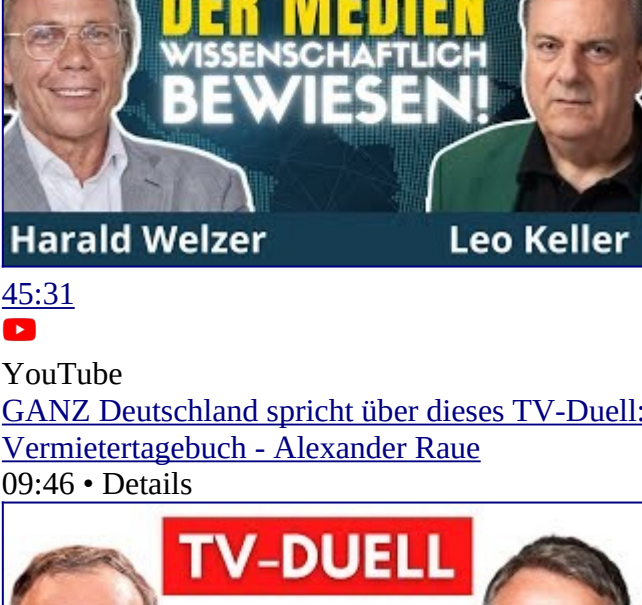 DER MEDIEN
WISSENSCHAFTLICH
BEWIESEN!
Harald Welzer Leo Keller
45:31
YouTube
GANZ Deutschland spricht über dieses TV-Duell:
Vermietertagebuch - Alexander Raue
09:46 • Details
TV-DUELL